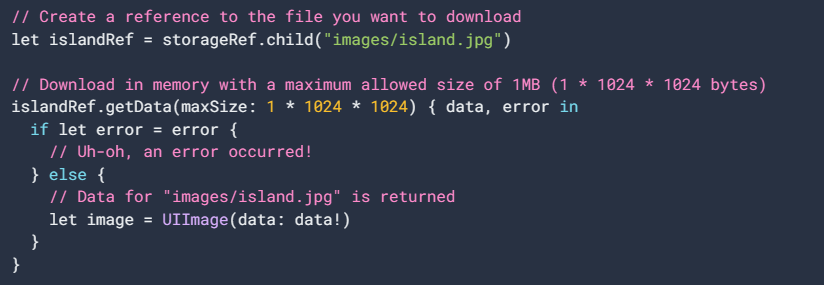 // Create a reference to the file you want to download
let islandRef = storageRef.child("images/island.jpg")

// Download in memory with a maximum allowed size of 1MB (1 * 1024 * 1024 bytes)
islandRef.getData(maxSize: 1 * 1024 * 1024) { data, error in
  if let error = error {
    // Uh-oh, an error occurred!
  } else {
    // Data for "images/island.jpg" is returned
    let image = UIImage(data: data!)
  }
}